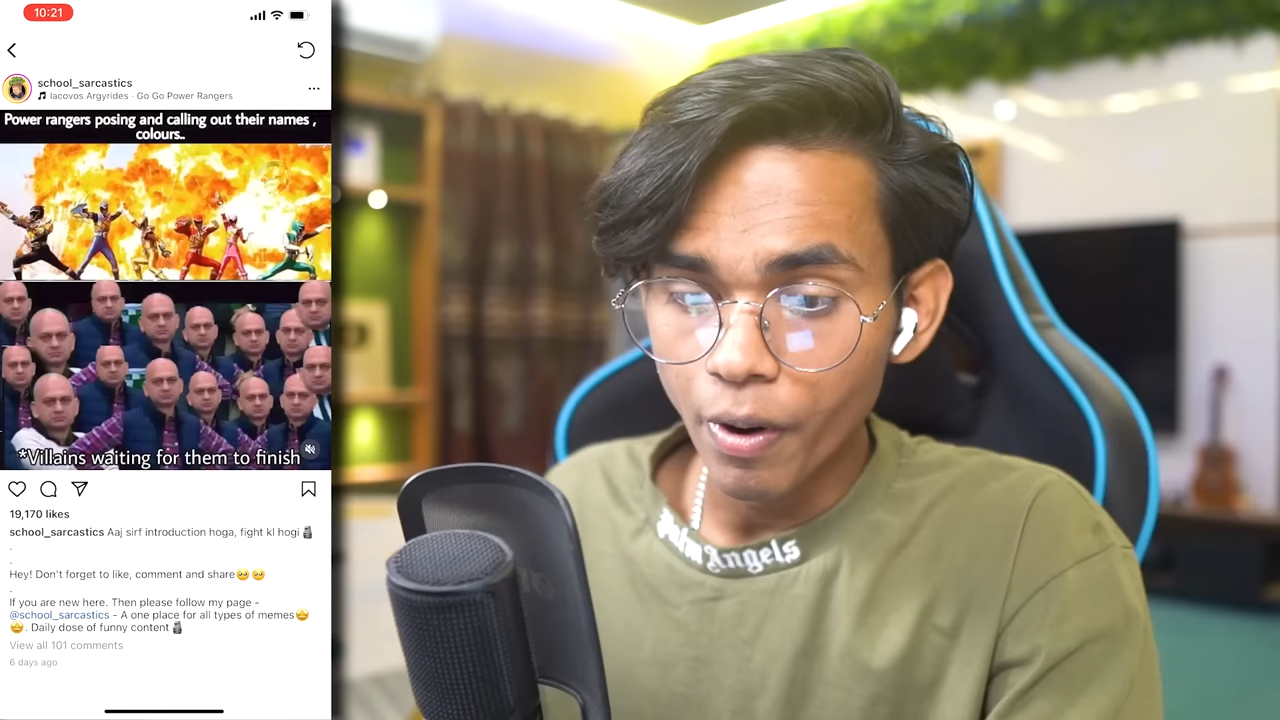 10:21
school_sarcastics
Iacovos Argyrides · Go Go Power Rangers
Power rangers posing and calling out their names ,
colours..
*Villains waiting for them to finish
19,170 likes
school_sarcastics Aaj sirf introduction hoga, fight kl hogi
.
Hey! Don't forget to like, comment and share🥺 🥺
.
If you are new here. Then please follow my page -
@school_sarcastics - A one place for all types of memes🤩
🤩. Daily dose of funny content
View all 101 comments
6 days ago
Palm Angels